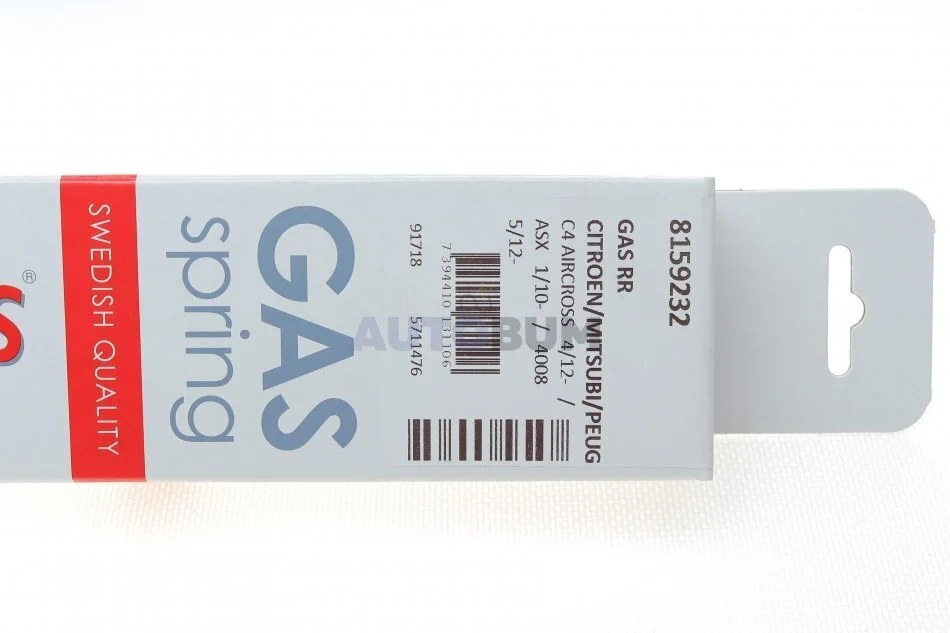 8159232
GAS RR
CITROEN/MITSUBI/PEUG
C4 AIRCROSS 4/12- /
ASX 1/10- / 4008
5/12-
7 394410 131106
91718 5711476
GAS
spring
SWEDISH QUALITY
S®
AUTOBUM